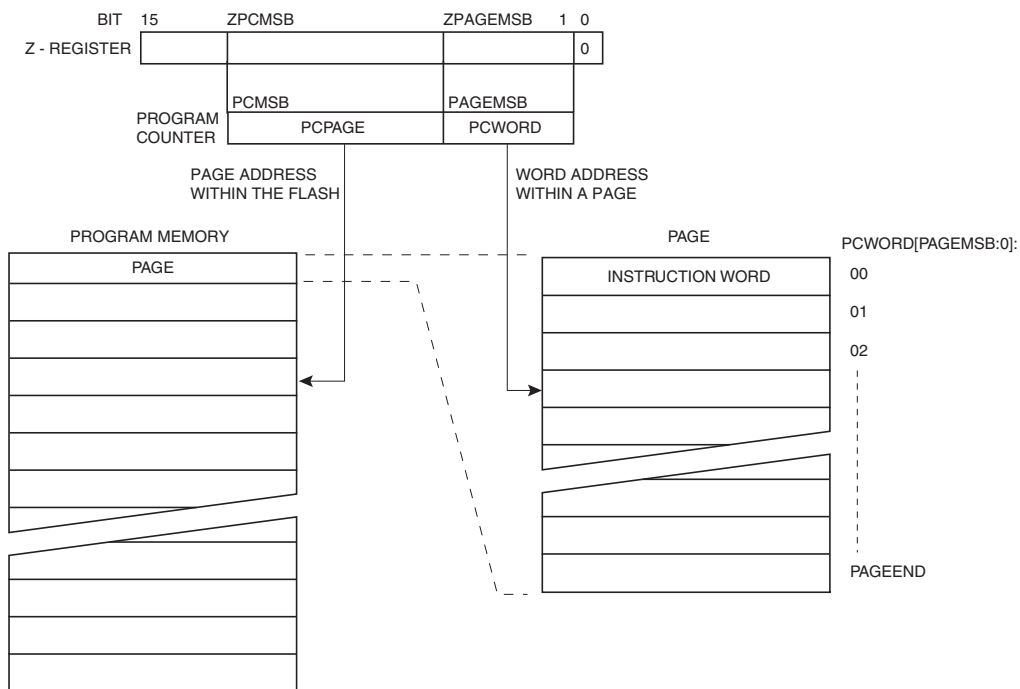 BIT 15 ZPCMSB ZPAGEMSB 1 0
Z - REGISTER 0
PCMSB PAGEMSB
PROGRAM
COUNTER
PCPAGE PCWORD
PAGE ADDRESS
WITHIN THE FLASH
WORD ADDRESS
WITHIN A PAGE
PROGRAM MEMORY
PAGE
PAGE
PCWORD[PAGEMSB:0]:
INSTRUCTION WORD
00
01
02
PAGEEND